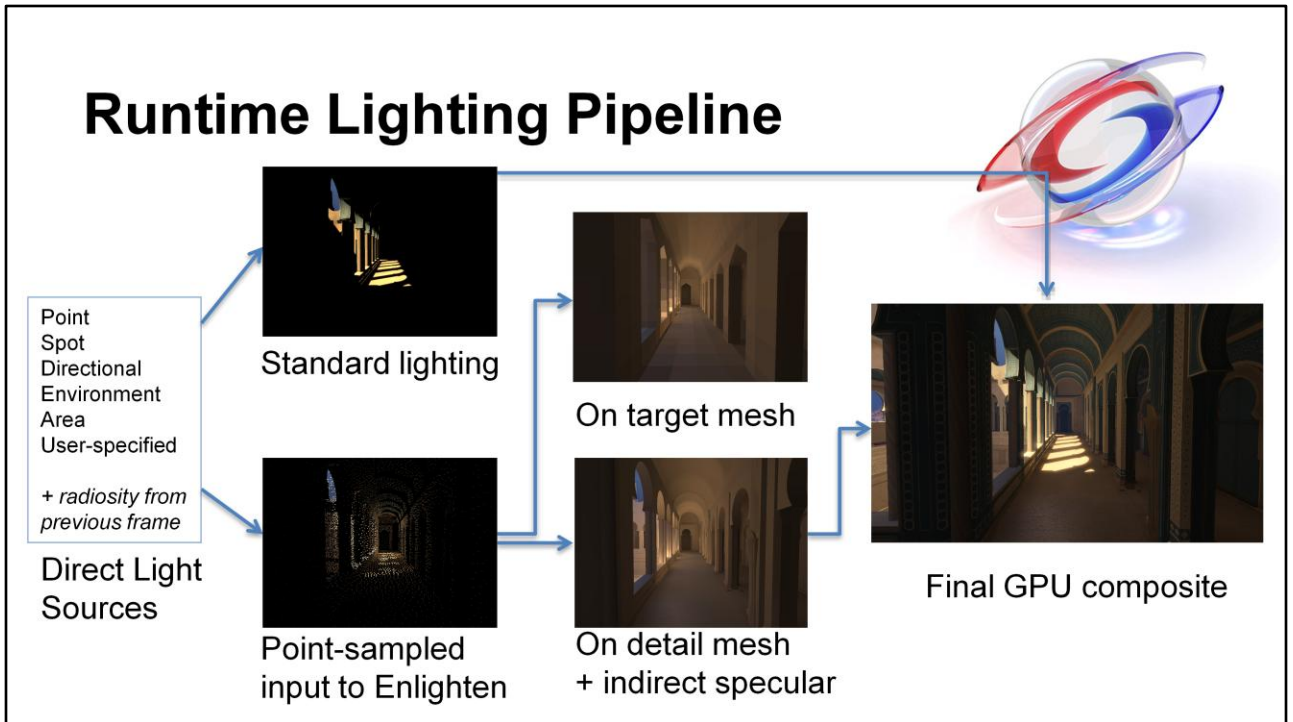 Runtime Lighting Pipeline
Point
Spot
Directional
Environment
Area
User-specified
+ radiosity from
previous frame
Direct Light
Sources
Standard lighting
Point-sampled
input to Enlighten
On target mesh
On detail mesh
+ indirect specular
Final GPU composite